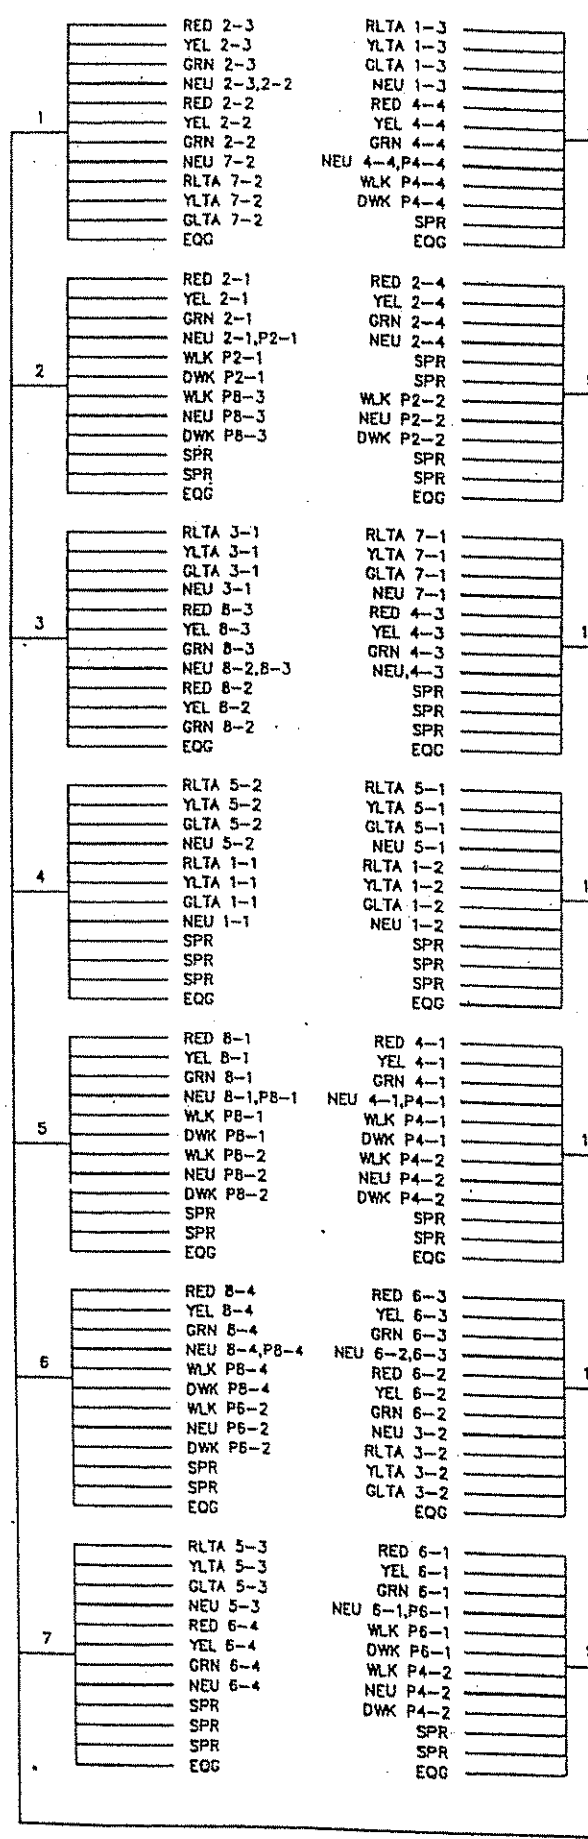 1
RED 2-3
YEL 2-3
GRN 2-3
NEU 2-3,2-2
RED 2-2
YEL 2-2
GRN 2-2
NEU 7-2
RLTA 7-2
YLTA 7-2
GLTA 7-2
EQG
RLTA 1-3
YLTA 1-3
GLTA 1-3
NEU 1-3
RED 4-4
YEL 4-4
GRN 4-4
NEU 4-4,P4-4
WLK P4-4
DWK P4-4
SPR
EQG
2
RED 2-1
YEL 2-1
GRN 2-1
NEU 2-1,P2-1
WLK P2-1
DWK P2-1
WLK P8-3
NEU P8-3
DWK P8-3
SPR
SPR
EQG
RED 2-4
YEL 2-4
GRN 2-4
NEU 2-4
SPR
SPR
WLK P2-2
NEU P2-2
DWK P2-2
SPR
SPR
EQG
3
RLTA 3-1
YLTA 3-1
GLTA 3-1
NEU 3-1
RED 8-3
YEL 8-3
GRN 8-3
NEU 8-2,8-3
RED 8-2
YEL 8-2
GRN 8-2
EQG
RLTA 7-1
YLTA 7-1
GLTA 7-1
NEU 7-1
RED 4-3
YEL 4-3
GRN 4-3
NEU,4-3
SPR
SPR
SPR
EQG
1
4
RLTA 5-2
YLTA 5-2
GLTA 5-2
NEU 5-2
RLTA 1-1
YLTA 1-1
GLTA 1-1
NEU 1-1
SPR
SPR
SPR
EQG
RLTA 5-1
YLTA 5-1
GLTA 5-1
NEU 5-1
RLTA 1-2
YLTA 1-2
GLTA 1-2
NEU 1-2
SPR
SPR
SPR
EQG
1
5
RED 8-1
YEL 8-1
GRN 8-1
NEU 8-1,P8-1
WLK P8-1
DWK P8-1
WLK P8-2
NEU P8-2
DWK P8-2
SPR
SPR
EQG
RED 4-1
YEL 4-1
GRN 4-1
NEU 4-1,P4-1
WLK P4-1
DWK P4-1
WLK P4-2
NEU P4-2
DWK P4-2
SPR
SPR
EQG
1
6
RED 8-4
YEL 8-4
GRN 8-4
NEU 8-4,P8-4
WLK P8-4
DWK P8-4
WLK P6-2
NEU P6-2
DWK P6-2
SPR
SPR
EQG
RED 6-3
YEL 6-3
GRN 6-3
NEU 6-2,6-3
RED 6-2
YEL 6-2
GRN 6-2
NEU 3-2
RLTA 3-2
YLTA 3-2
GLTA 3-2
EQG
1
7
RLTA 5-3
YLTA 5-3
GLTA 5-3
NEU 5-3
RED 6-4
YEL 6-4
GRN 6-4
NEU 6-4
SPR
SPR
SPR
EQG
RED 6-1
YEL 6-1
GRN 6-1
NEU 6-1,P6-1
WLK P6-1
DWK P6-1
WLK P4-2
NEU P4-2
DWK P4-2
SPR
SPR
EQG